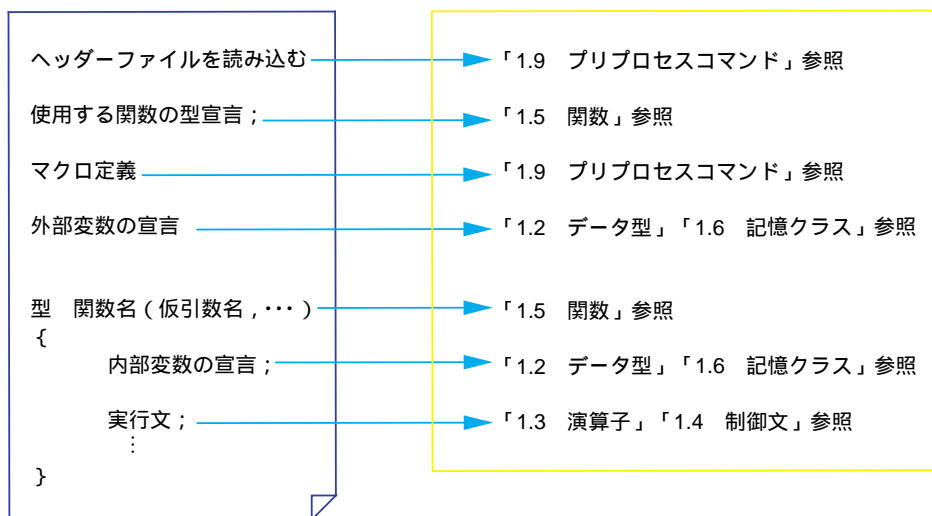 ヘッダーファイルを読み込む 「1.9 プリプロセスコマンド」参照
使用する関数の型宣言; 「1.5 関数」参照
マクロ定義 「1.9 プリプロセスコマンド」参照
外部変数の宣言 「1.2 データ型」「1.6 記憶クラス」参照
型 関数名(仮引数名,・・・) 「1.5 関数」参照
{
内部変数の宣言; 「1.2 データ型」「1.6 記憶クラス」参照
実行文; 「1.3 演算子」「1.4 制御文」参照
⋮
}